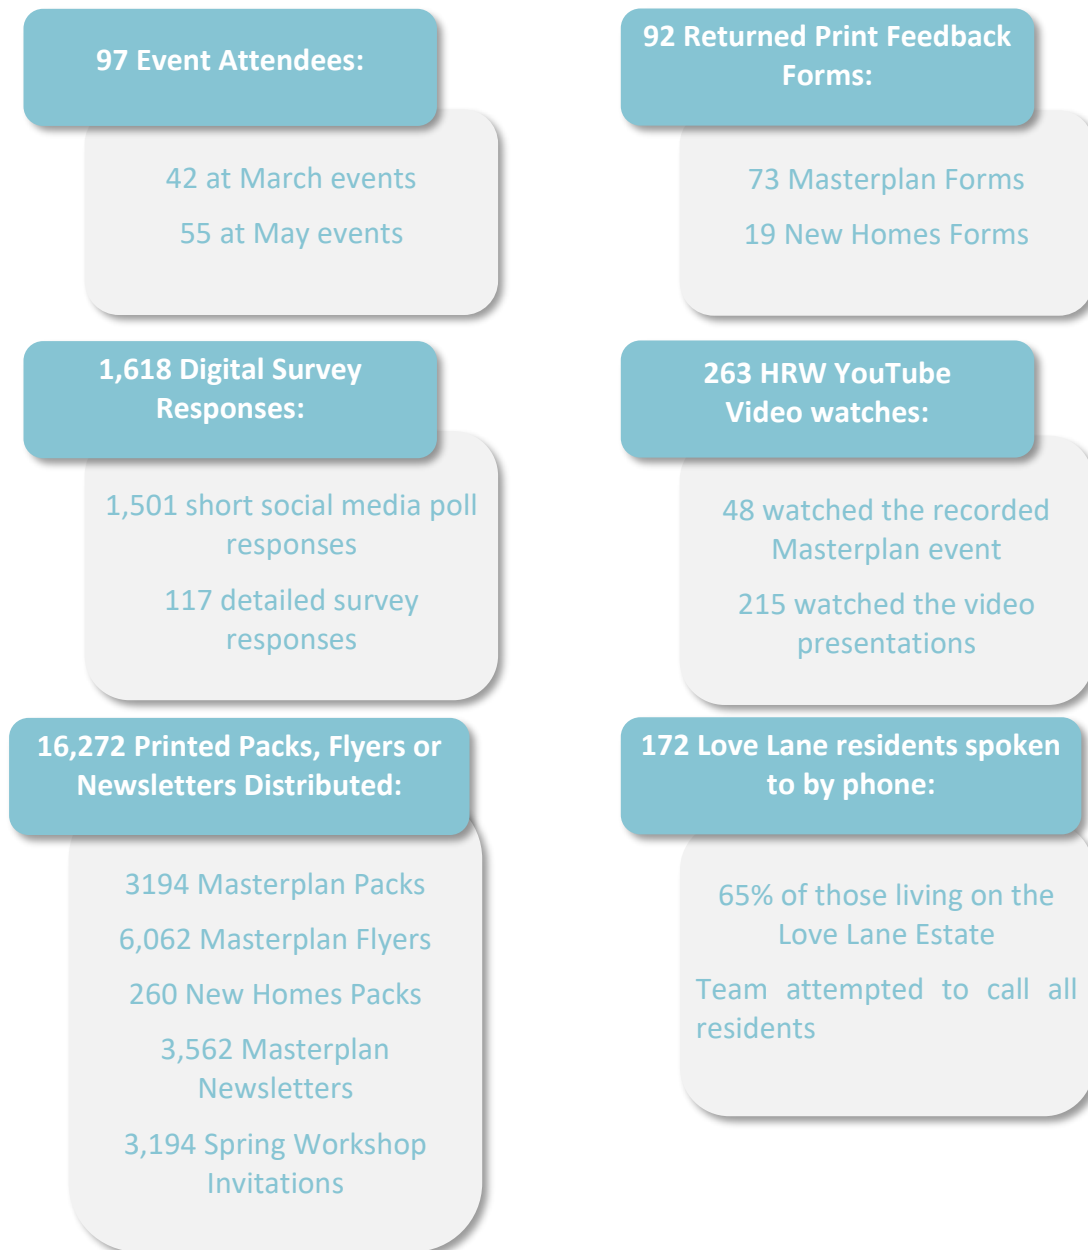 97 Event Attendees:
42 at March events
55 at May events
92 Returned Print Feedback
Forms:
73 Masterplan Forms
19 New Homes Forms
1,618 Digital Survey
Responses:
1,501 short social media poll
responses
117 detailed survey
responses
263 HRW YouTube
Video watches:
48 watched the recorded
Masterplan event
215 watched the video
presentations
16,272 Printed Packs, Flyers or
Newsletters Distributed:
3194 Masterplan Packs
6,062 Masterplan Flyers
260 New Homes Packs
3,562 Masterplan
Newsletters
3,194 Spring Workshop
Invitations
172 Love Lane residents spoken
to by phone:
65% of those living on the
Love Lane Estate
Team attempted to call all
residents